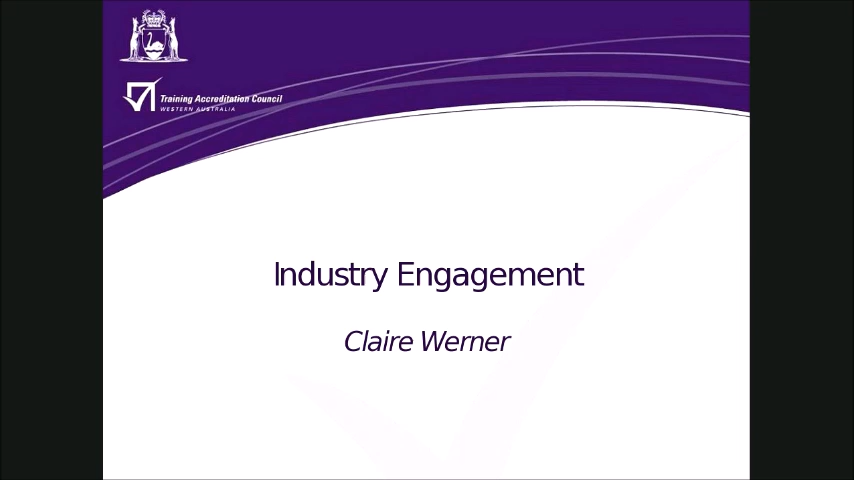 Training Accreditation Council
WESTERN AUSTRALIA
Industry Engagement
Claire Werner